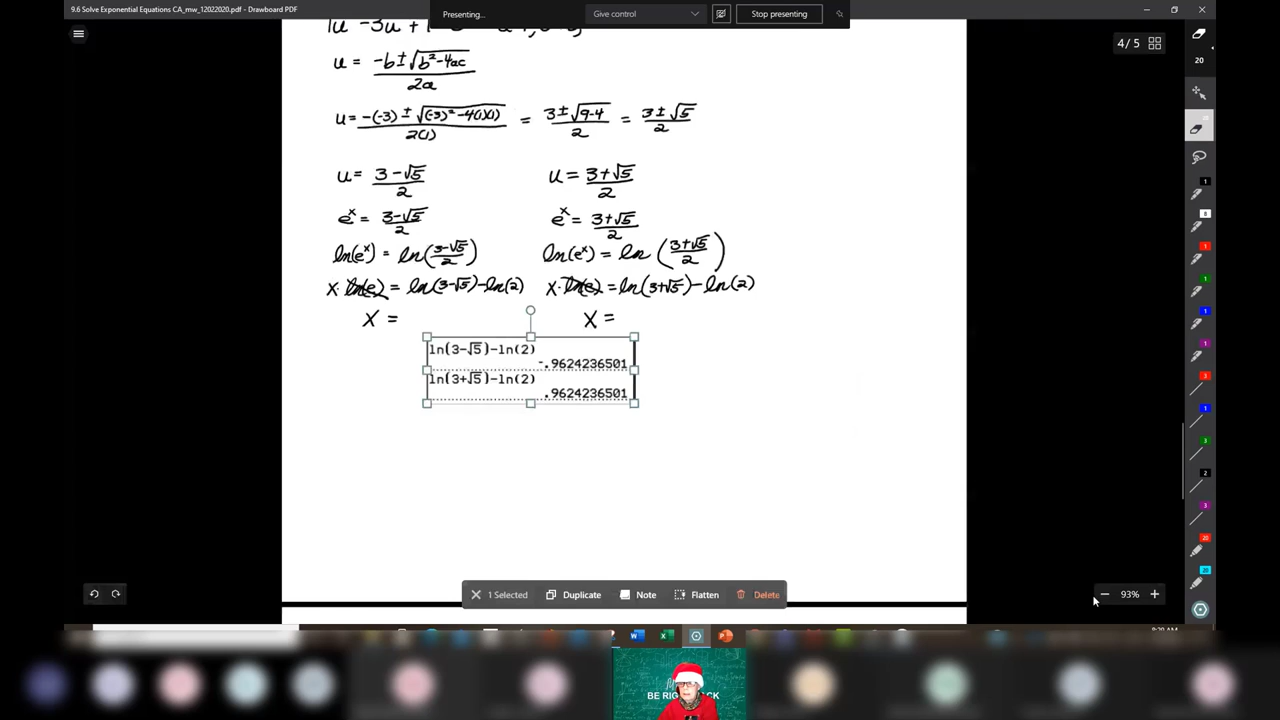 9.6 Solve Exponential Equations CA_mw_12022020.pdf - Drawboard PDF
Presenting...
Give control
Stop presenting
4/5
20
u = -b±√b²-4ac / 2a
u = -(-3) ± √(-3)²-4(1)(1) / 2(1) = 3±√9-4 / 2 = 3±√5 / 2
u = 3-√5 / 2
u = 3+√5 / 2
e^x = 3-√5 / 2
e^x = 3+√5 / 2
ln(e^x) = ln(3-√5 / 2)
ln(e^x) = ln (3+√5 / 2)
x·ln(e) = ln(3-√5)-ln(2)
x·ln(e) = ln(3+√5)-ln(2)
X =
X =
ln(3-√5)-ln(2)
-.9624236501
ln(3+√5)-ln(2)
.9624236501
1 Selected
Duplicate
Note
Flatten
Delete
93%
BE RIGHT BACK